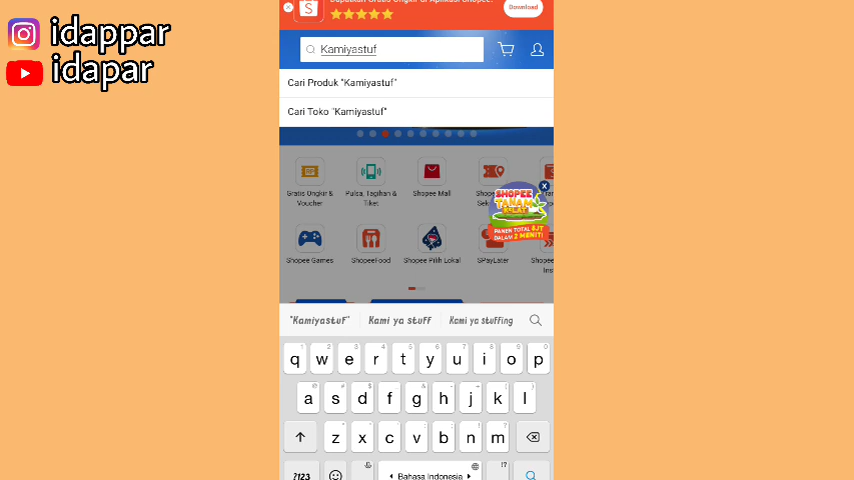 idappar
idapar
Download
Kamiyastuf
Cari Produk "Kamiyastuf"
Cari Toko "Kamiyastuf"
Gratis Ongkir & Voucher
Pulsa, Tagihan & Tiket
Shopee Mall
SHOPEE
TANAM
PANEN TOTAL 8JT
DALAM 2 MENIT!
Shopee Games
ShopeeFood
Shopee Pilih Lokal
SPayLater
"Kamiyastuf"
Kami ya stuff
Kami ya stuffing
q w e r t y u i o p
a s d f g h j k l
z x c v b n m
?123
Bahasa Indonesia